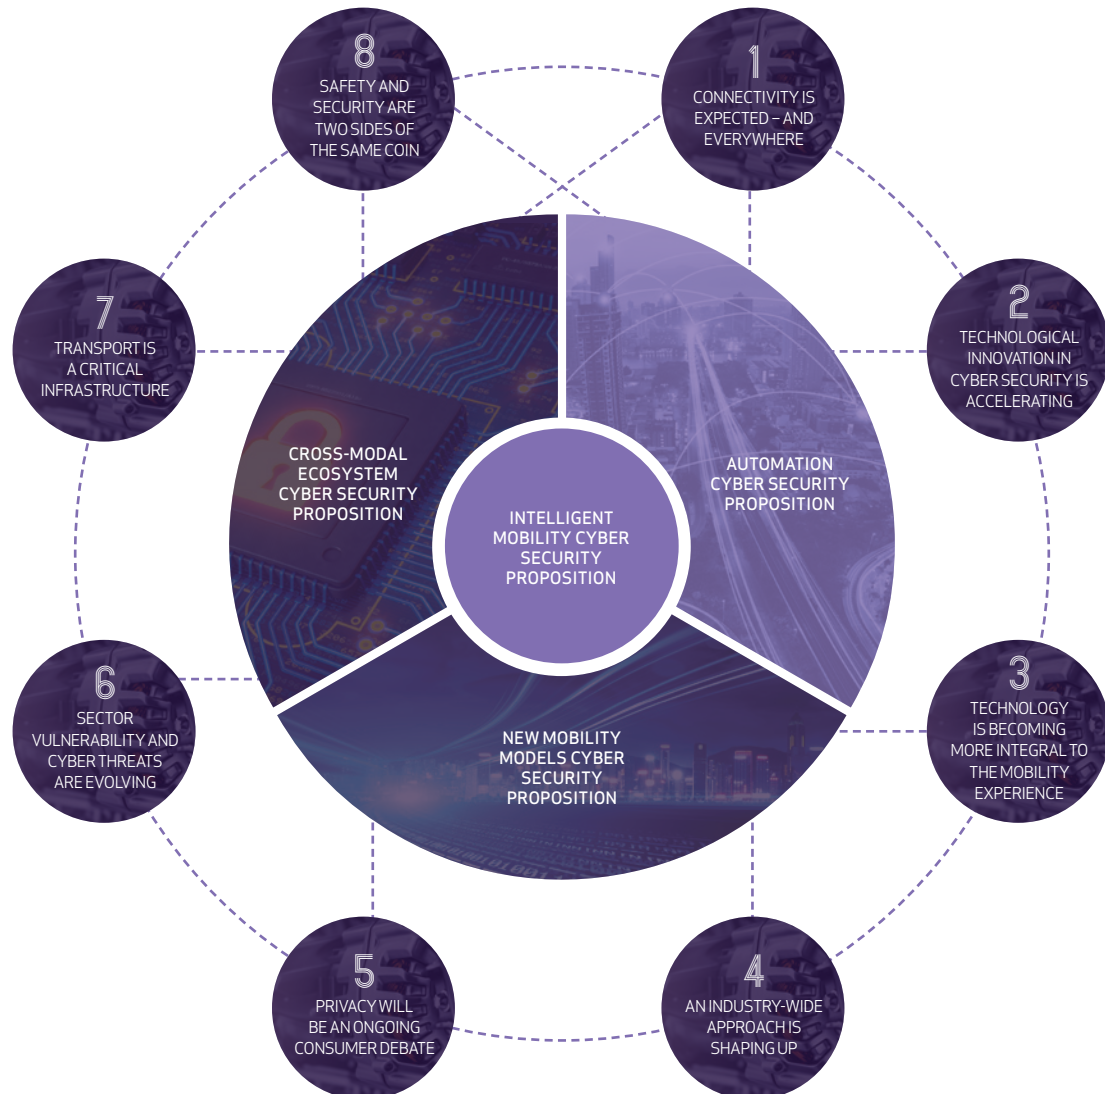 8
SAFETY AND
SECURITY ARE
TWO SIDES OF
THE SAME COIN
1
CONNECTIVITY IS
EXPECTED – AND
EVERYWHERE
7
TRANSPORT IS
A CRITICAL
INFRASTRUCTURE
2
TECHNOLOGICAL
INNOVATION IN
CYBER SECURITY IS
ACCELERATING
CROSS-MODAL
ECOSYSTEM
CYBER SECURITY
PROPOSITION
AUTOMATION
CYBER SECURITY
PROPOSITION
INTELLIGENT
MOBILITY CYBER
SECURITY
PROPOSITION
6
SECTOR
VULNERABILITY AND
CYBER THREATS
ARE EVOLVING
3
TECHNOLOGY
IS BECOMING
MORE INTEGRAL TO
THE MOBILITY
EXPERIENCE
NEW MOBILITY
MODELS CYBER
SECURITY
PROPOSITION
5
PRIVACY WILL
BE AN ONGOING
CONSUMER DEBATE
4
AN INDUSTRY-WIDE
APPROACH IS
SHAPING UP